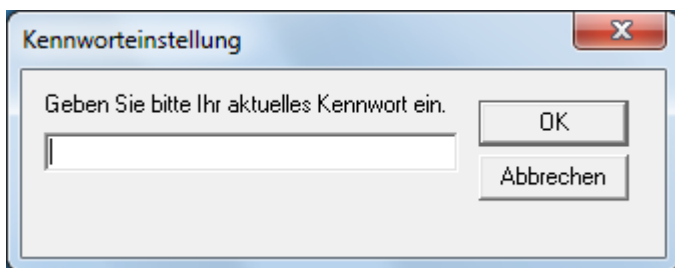 Kennworteinstellung
Geben Sie bitte Ihr aktuelles Kennwort ein.
OK
Abbrechen